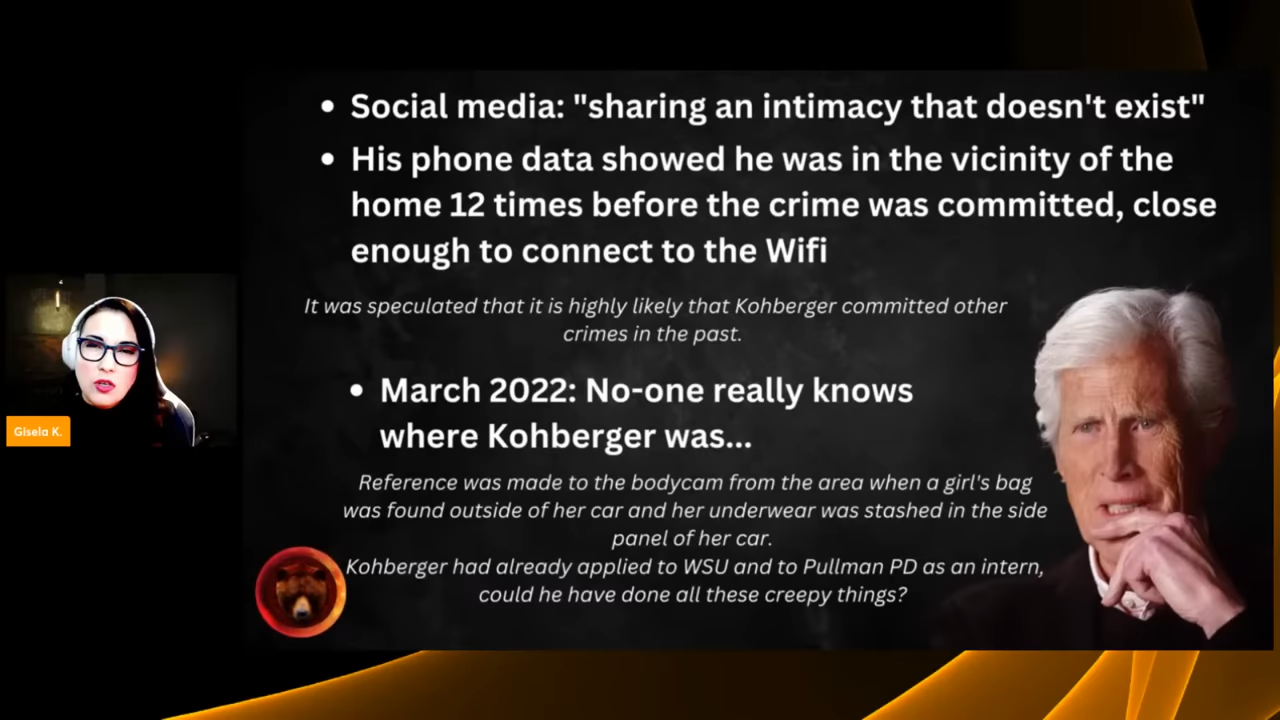 Social media: "sharing an intimacy that doesn't exist"
His phone data showed he was in the vicinity of the
home 12 times before the crime was committed, close
enough to connect to the Wifi
It was speculated that it is highly likely that Kohberger committed other
crimes in the past.
March 2022: No-one really knows
where Kohberger was...
Reference was made to the bodycam from the area when a girl's bag
was found outside of her car and her underwear was stashed in the side
panel of her car.
Kohberger had already applied to WSU and to Pullman PD as an intern,
could he have done all these creepy things?
Gisela K.